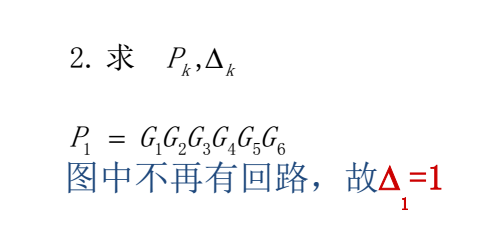 2. 求 Pk,Δk
P1 = G1G2G3G4G5G6
图中不再有回路，故Δ1=1